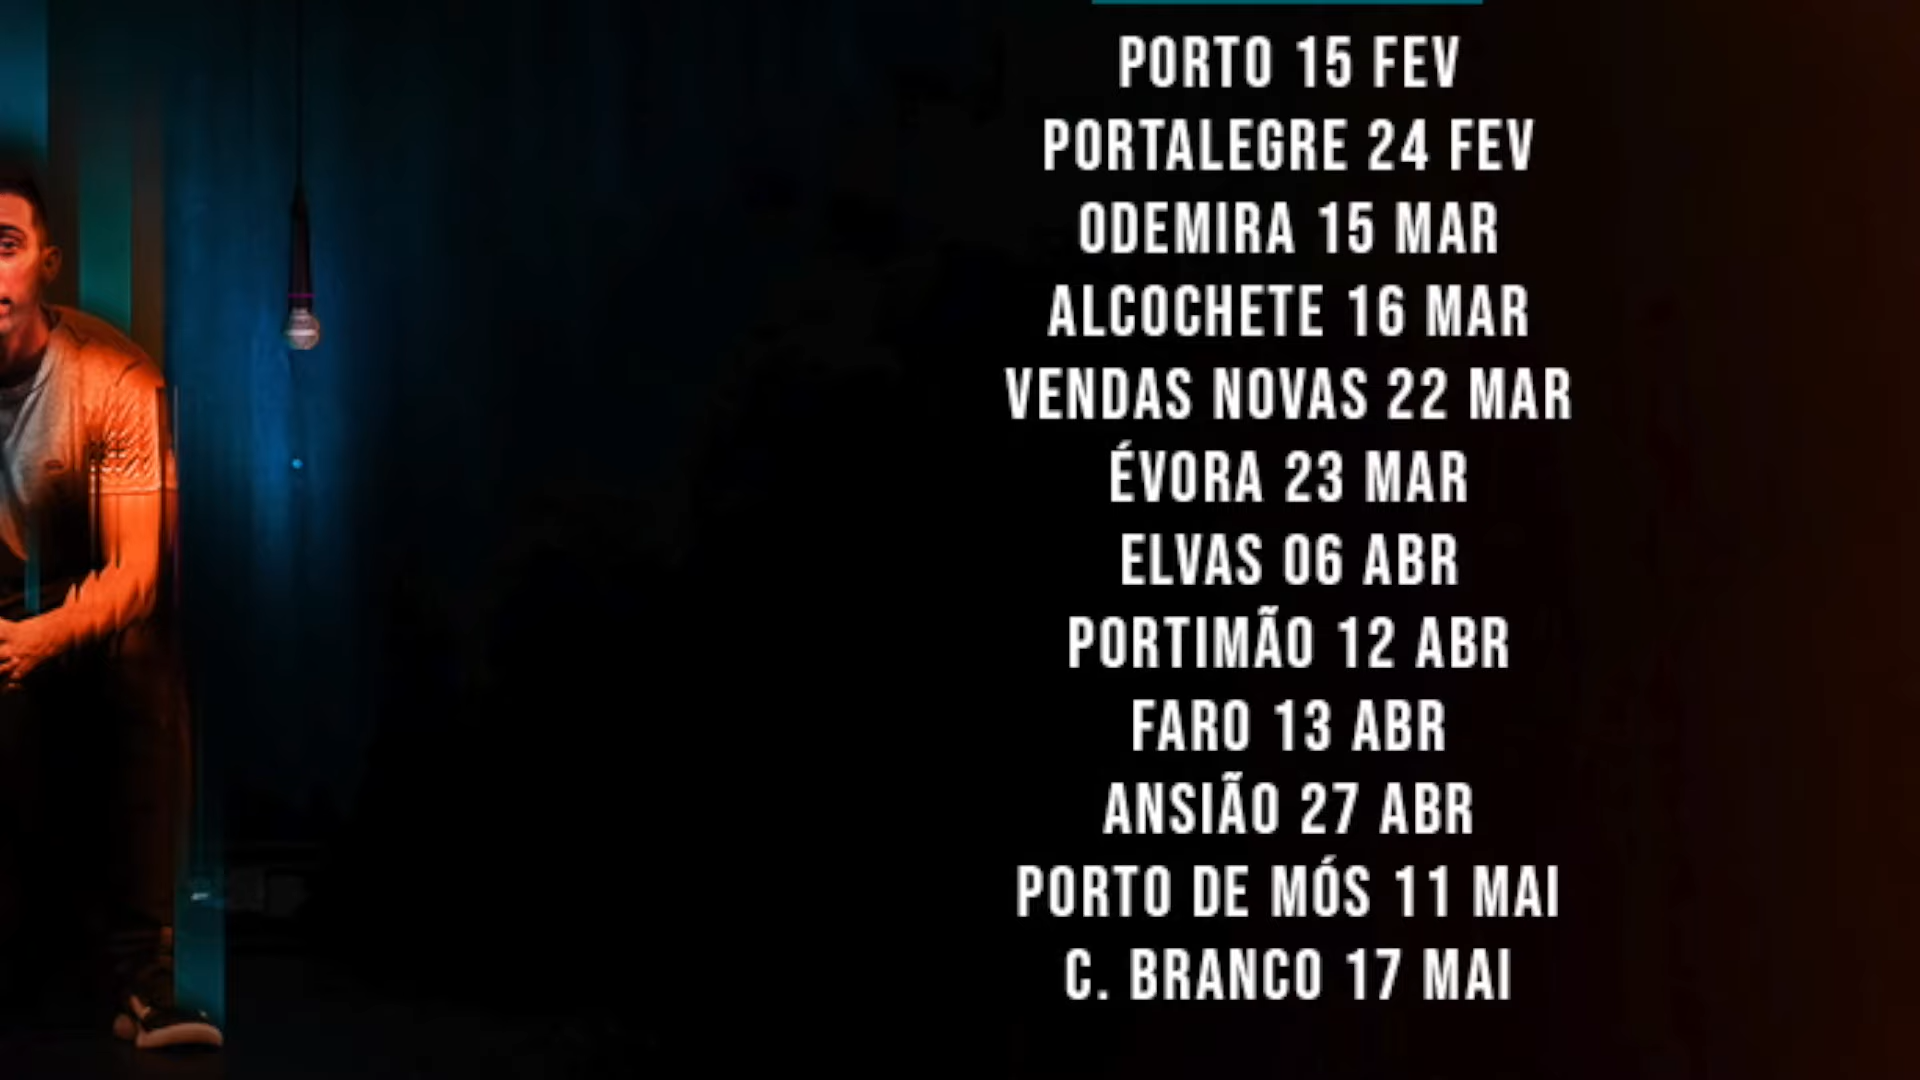 PORTO 15 FEV
PORTALEGRE 24 FEV
ODEMIRA 15 MAR
ALCOCHETE 16 MAR
VENDAS NOVAS 22 MAR
ÉVORA 23 MAR
ELVAS 06 ABR
PORTIMÃO 12 ABR
FARO 13 ABR
ANSIÃO 27 ABR
PORTO DE MÓS 11 MAI
C. BRANCO 17 MAI